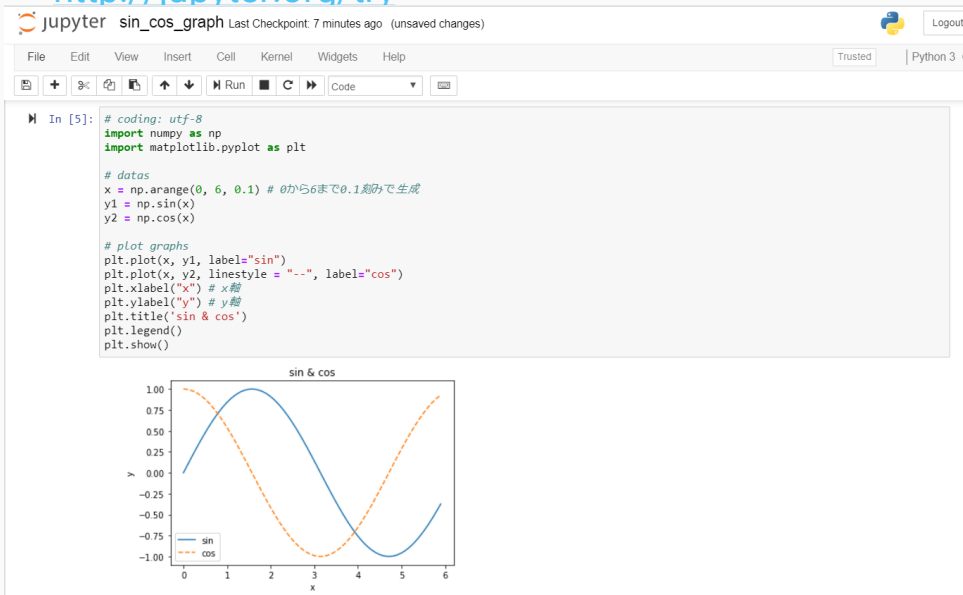 http://jupyter.org/try
jupyter sin_cos_graph Last Checkpoint: 7 minutes ago (unsaved changes)
Logout
File Edit View Insert Cell Kernel Widgets Help
Trusted
Python 3
Run
Code
In [5]:
# coding: utf-8
import numpy as np
import matplotlib.pyplot as plt
# datas
x = np.arange(0, 6, 0.1) # 0から6まで0.1刻みで生成
y1 = np.sin(x)
y2 = np.cos(x)
# plot graphs
plt.plot(x, y1, label="sin")
plt.plot(x, y2, linestyle = "--", label="cos")
plt.xlabel("x") # x軸
plt.ylabel("y") # y軸
plt.title('sin & cos')
plt.legend()
plt.show()
sin & cos
1.00
0.75
0.50
0.25
0.00
−0.25
−0.50
−0.75
−1.00
y
sin
cos
0 1 2 3 4 5 6
x